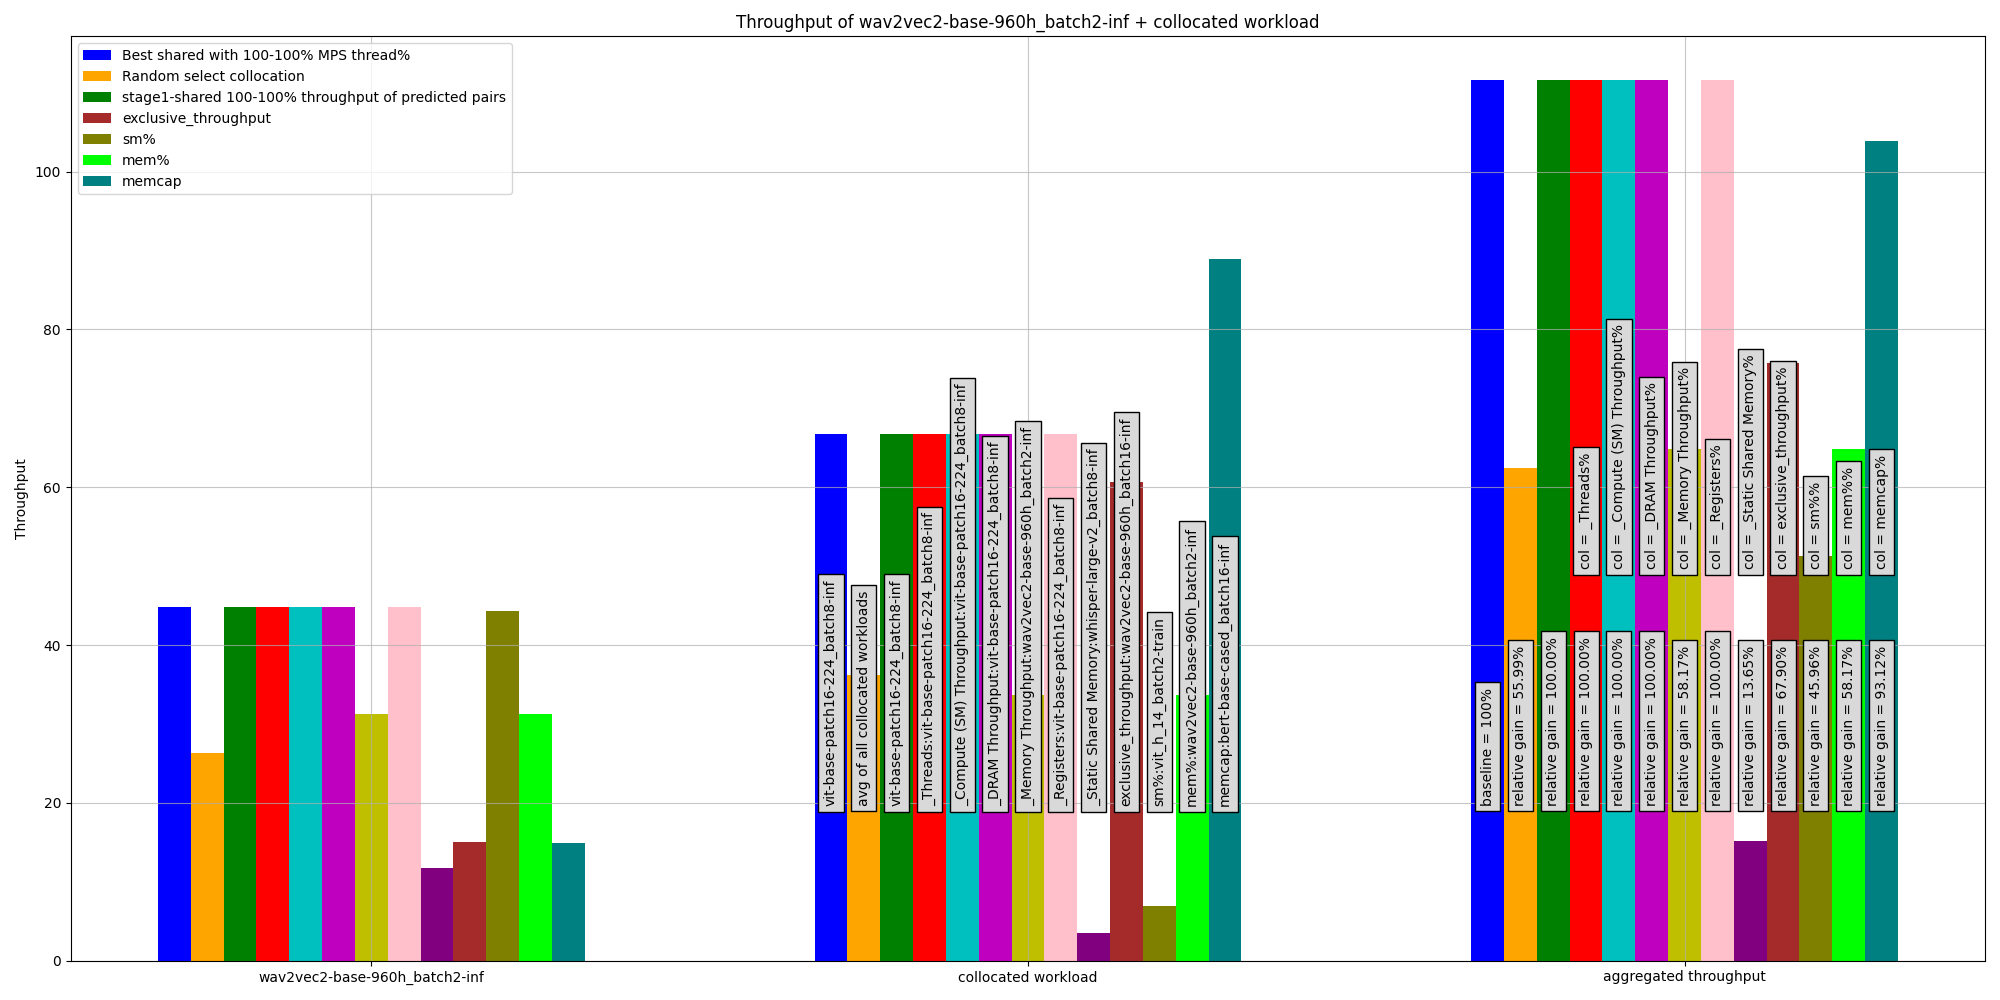 Throughput of wav2vec2-base-960h_batch2-inf + collocated workload
Best shared with 100-100% MPS thread%
Random select collocation
stage1-shared 100-100% throughput of predicted pairs
exclusive_throughput
sm%
mem%
memcap
Throughput
100
80
60
40
20
0
vit-base-patch16-224_batch8-inf
avg of all collocated workloads
vit-base-patch16-224_batch8-inf
_Threads:vit-base-patch16-224_batch8-inf
_Compute (SM) Throughput:vit-base-patch16-224_batch8-inf
_DRAM Throughput:vit-base-patch16-224_batch8-inf
_Memory Throughput:wav2vec2-base-960h_batch2-inf
_Registers:vit-base-patch16-224_batch8-inf
_Static Shared Memory:whisper-large-v2_batch8-inf
exclusive_throughput:wav2vec2-base-960h_batch16-inf
sm%:vit_h_14_batch2-train
mem%:wav2vec2-base-960h_batch2-inf
memcap:bert-base-cased_batch16-inf
col = _Threads%
col = _Compute (SM) Throughput%
col = _DRAM Throughput%
col = _Memory Throughput%
col = _Registers%
col = _Static Shared Memory%
col = exclusive_throughput%
col = sm%%
col = mem%%
col = memcap%
baseline = 100%
relative gain = 55.99%
relative gain = 100.00%
relative gain = 100.00%
relative gain = 100.00%
relative gain = 100.00%
relative gain = 58.17%
relative gain = 100.00%
relative gain = 13.65%
relative gain = 67.90%
relative gain = 45.96%
relative gain = 58.17%
relative gain = 93.12%
wav2vec2-base-960h_batch2-inf
collocated workload
aggregated throughput